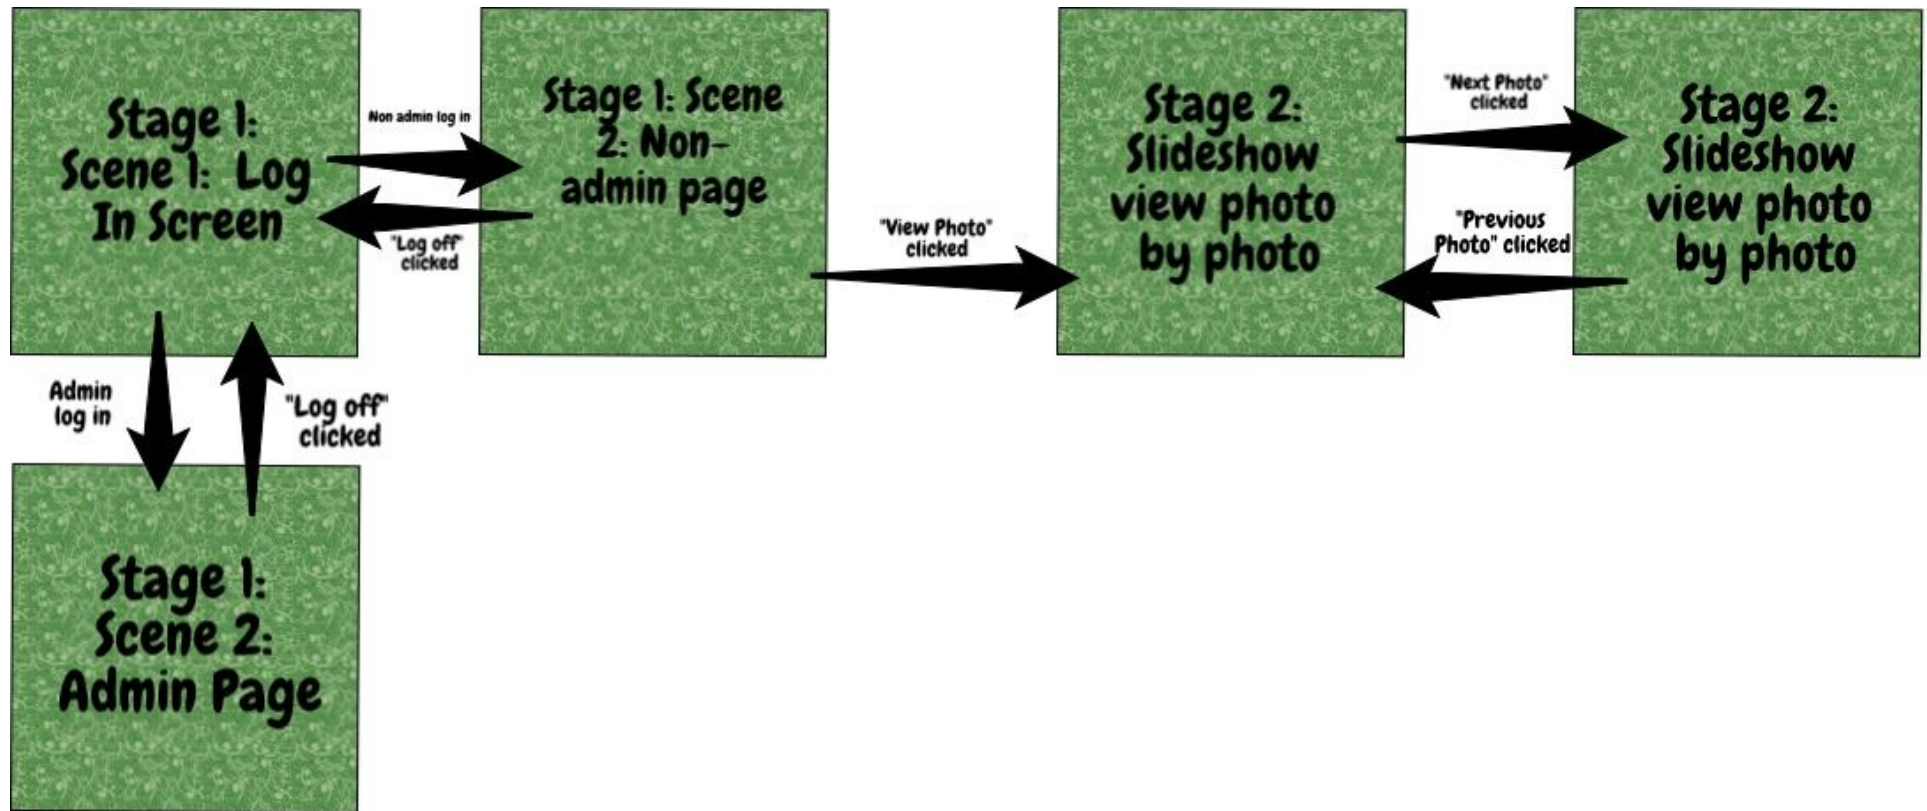 Stage 1:
Scene 1: Log
In Screen
Non admin log in
"Log off"
clicked
Stage 1: Scene
2: Non-
admin page
"View Photo"
clicked
Stage 2:
Slideshow
view photo
by photo
"Next Photo"
clicked
"Previous
Photo" clicked
Stage 2:
Slideshow
view photo
by photo
Admin
log in
"Log off"
clicked
Stage 1:
Scene 2:
Admin Page